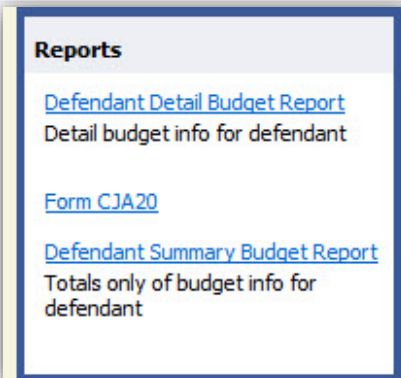 Reports
Defendant Detail Budget Report
Detail budget info for defendant
Form CJA20
Defendant Summary Budget Report
Totals only of budget info for
defendant